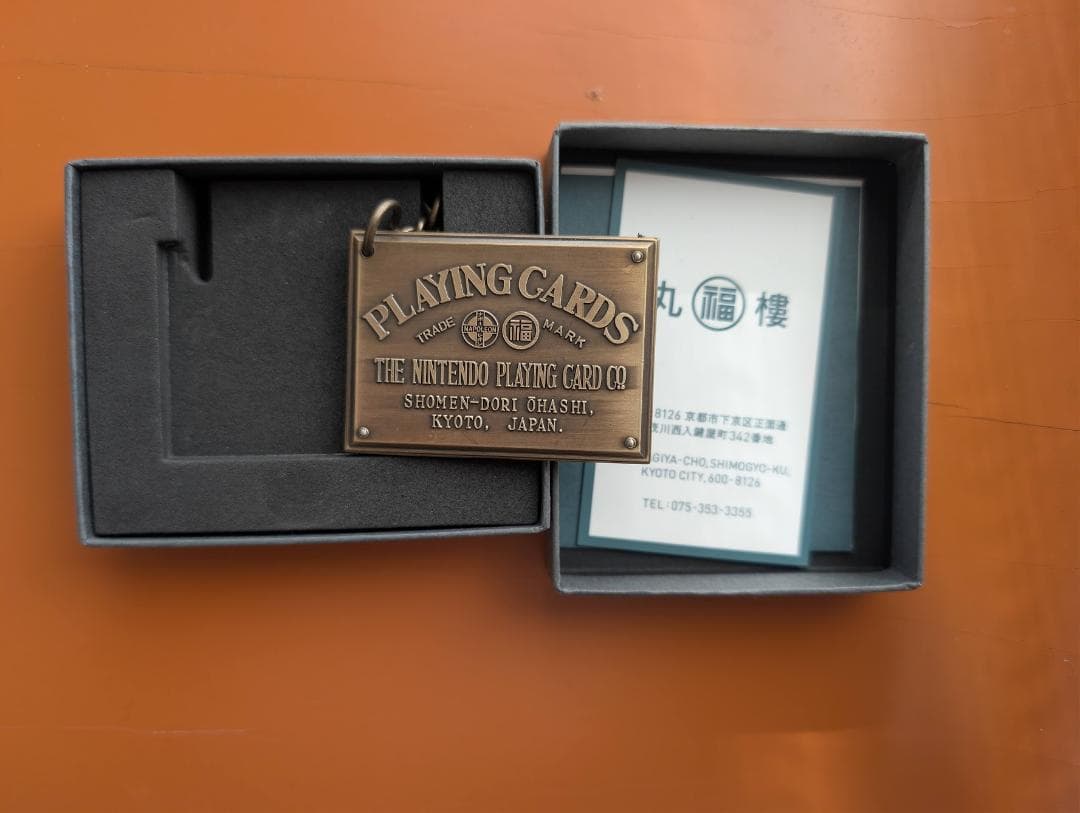 PLAYING CARDS
TRADE NAPOLEON 福 MARK
THE NINTENDO PLAYING CARD Co.
SHOMEN-DORI ŌHASHI,
KYOTO, JAPAN.
丸 福 樓
8126 京都市下京区正面通
川西入鍵屋町342番地
GIYA-CHO, SHIMOGYO-KU,
KYOTO CITY, 600-8126
TEL:075-353-3355